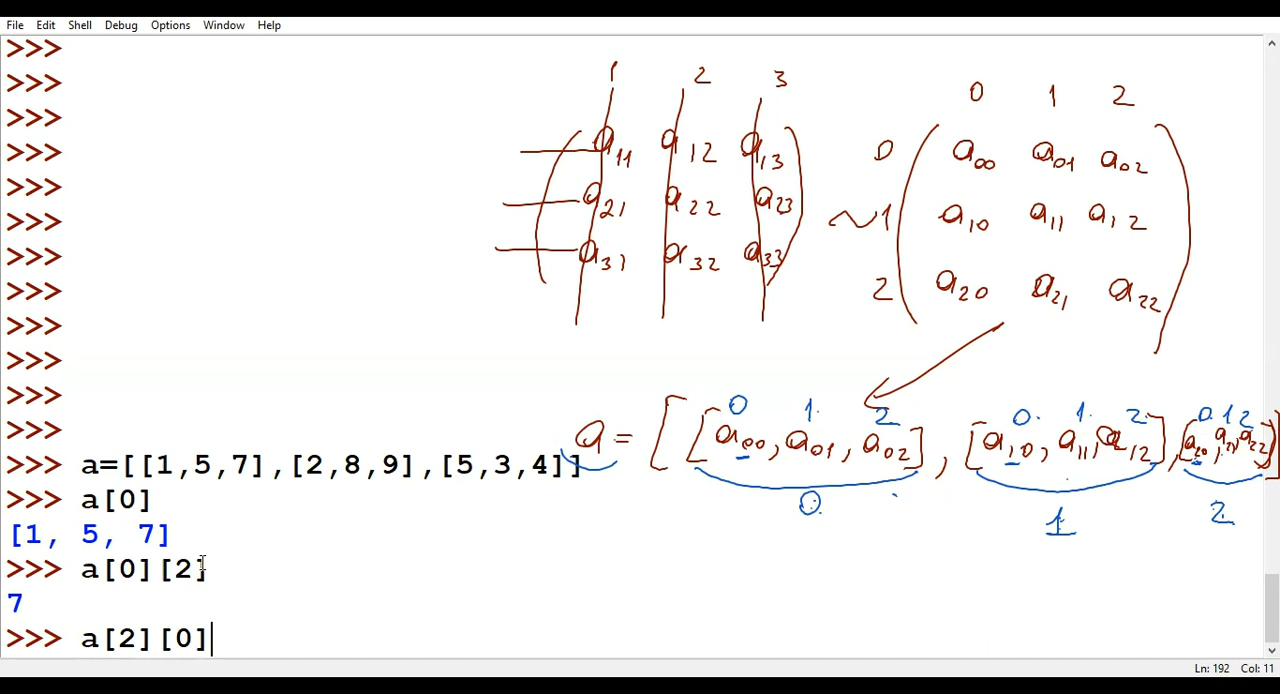 File Edit Shell Debug Options Window Help
>>>
>>>
>>>
>>>
>>>
>>>
>>>
>>>
>>>
>>>
>>>
>>>
1 2 3
a11 a12 a13
a21 a22 a23
a31 a32 a33
~
0 1 2
0 a00 a01 a02
1 a10 a11 a12
2 a20 a21 a22
0 1. 2 0. 1. 2 0 1 2
a = [[a00, a01, a02], [a10, a11, a12], [a20, a21, a22]]
0 1 2
>>> a=[[1,5,7],[2,8,9],[5,3,4]]
>>> a[0]
[1, 5, 7]
>>> a[0][2]
7
>>> a[2][0]
Ln: 192 Col: 11